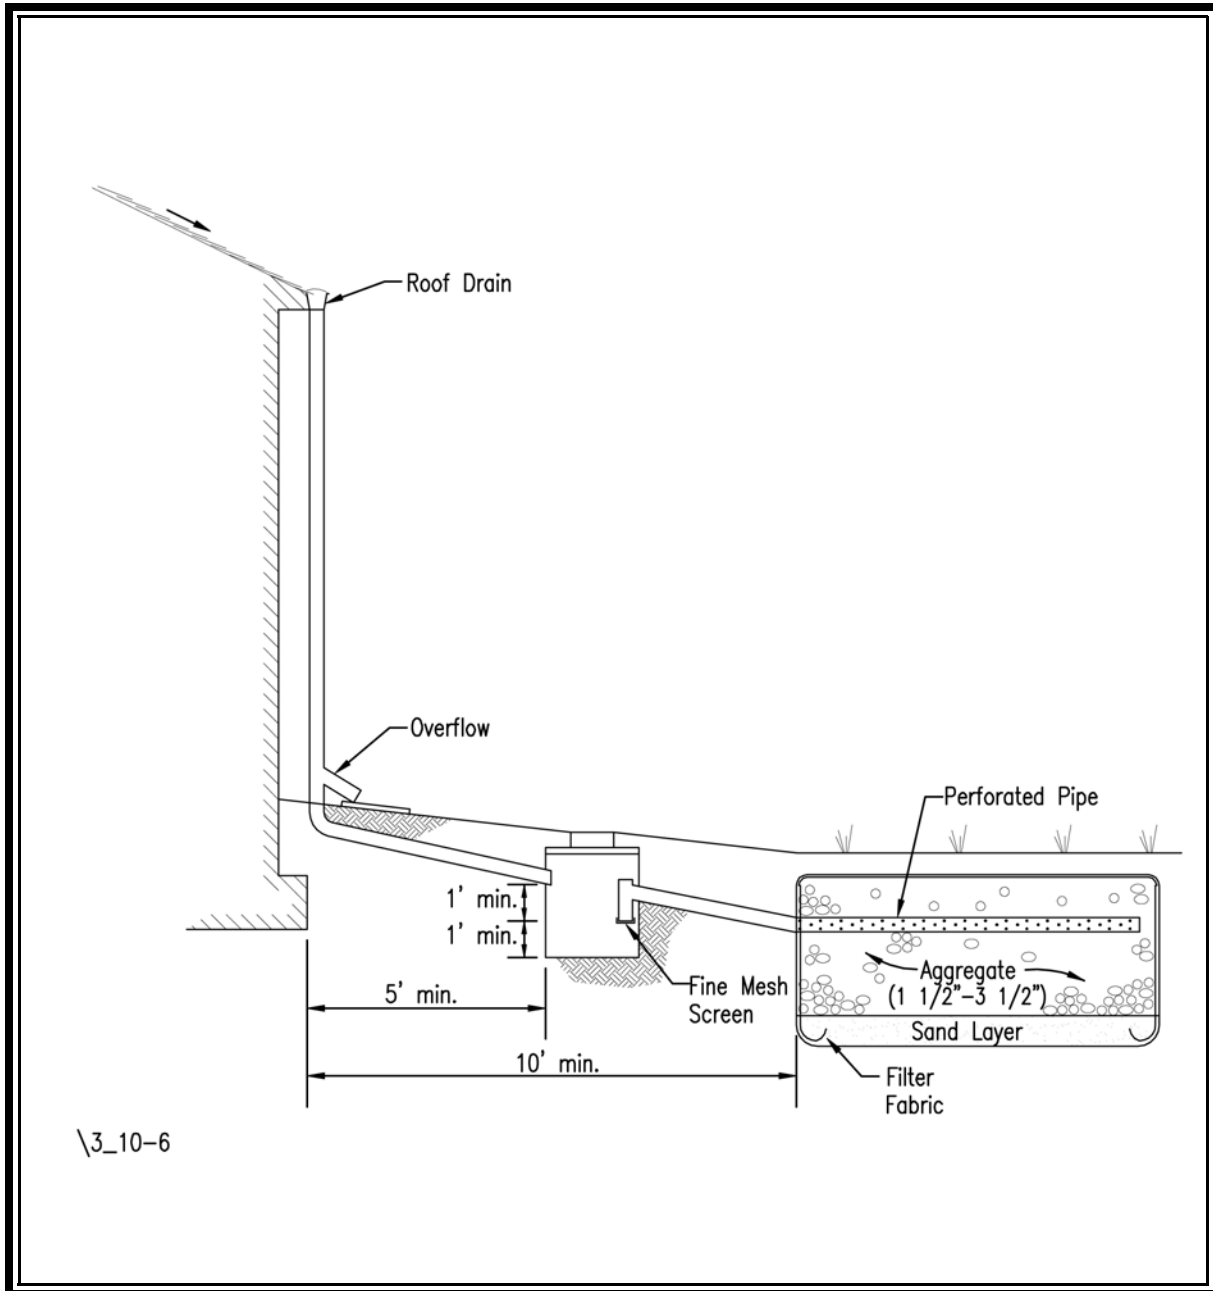 Roof Drain
Overflow
Perforated Pipe
1' min.
1' min.
Aggregate
(1 1/2"-3 1/2")
5' min.
Fine Mesh
Screen
Sand Layer
10' min.
Filter
Fabric
\3_10-6